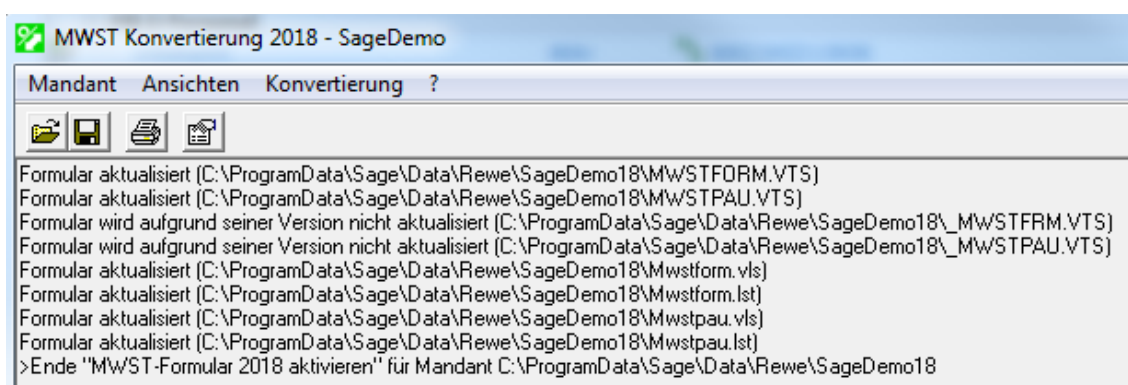 MWST Konvertierung 2018 - SageDemo
Mandant Ansichten Konvertierung ?
Formular aktualisiert (C:\ProgramData\Sage\Data\Rewe\SageDemo18\MWSTFORM.VTS)
Formular aktualisiert (C:\ProgramData\Sage\Data\Rewe\SageDemo18\MWSTPAU.VTS)
Formular wird aufgrund seiner Version nicht aktualisiert (C:\ProgramData\Sage\Data\Rewe\SageDemo18\_MWSTFRM.VTS)
Formular wird aufgrund seiner Version nicht aktualisiert (C:\ProgramData\Sage\Data\Rewe\SageDemo18\_MWSTPAU.VTS)
Formular aktualisiert (C:\ProgramData\Sage\Data\Rewe\SageDemo18\Mwstform.vls)
Formular aktualisiert (C:\ProgramData\Sage\Data\Rewe\SageDemo18\Mwstform.lst)
Formular aktualisiert (C:\ProgramData\Sage\Data\Rewe\SageDemo18\Mwstpau.vls)
Formular aktualisiert (C:\ProgramData\Sage\Data\Rewe\SageDemo18\Mwstpau.lst)
>Ende "MWST-Formular 2018 aktivieren" für Mandant C:\ProgramData\Sage\Data\Rewe\SageDemo18